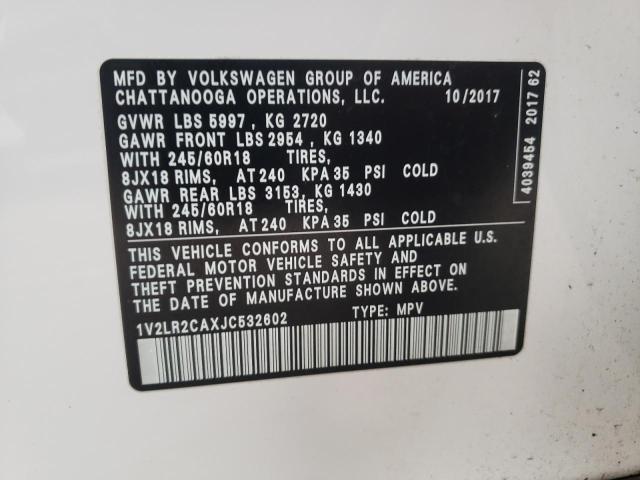 MFD BY VOLKSWAGEN GROUP OF AMERICA
CHATTANOOGA OPERATIONS, LLC. 10/2017
GVWR LBS 5997 , KG 2720
GAWR FRONT LBS 2954 , KG 1340
WITH 245/60R18 TIRES,
8JX18 RIMS, AT 240 KPA 35 PSI COLD
GAWR REAR LBS 3153, KG 1430
WITH 245/60R18 TIRES,
8JX18 RIMS, AT 240 KPA 35 PSI COLD
THIS VEHICLE CONFORMS TO ALL APPLICABLE U.S.
FEDERAL MOTOR VEHICLE SAFETY AND
THEFT PREVENTION STANDARDS IN EFFECT ON
THE DATE OF MANUFACTURE SHOWN ABOVE.
1V2LR2CAXJC532602 TYPE: MPV
4039454 2017 62